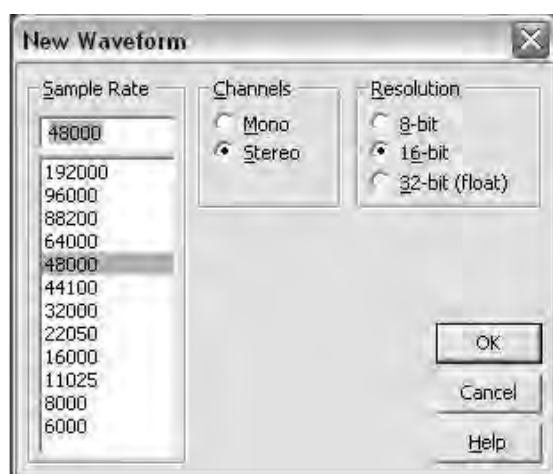 New Waveform
Sample Rate
48000
192000
96000
88200
64000
48000
44100
32000
22050
16000
11025
8000
6000
Channels
Mono
Stereo
Resolution
8-bit
16-bit
32-bit (float)
OK
Cancel
Help